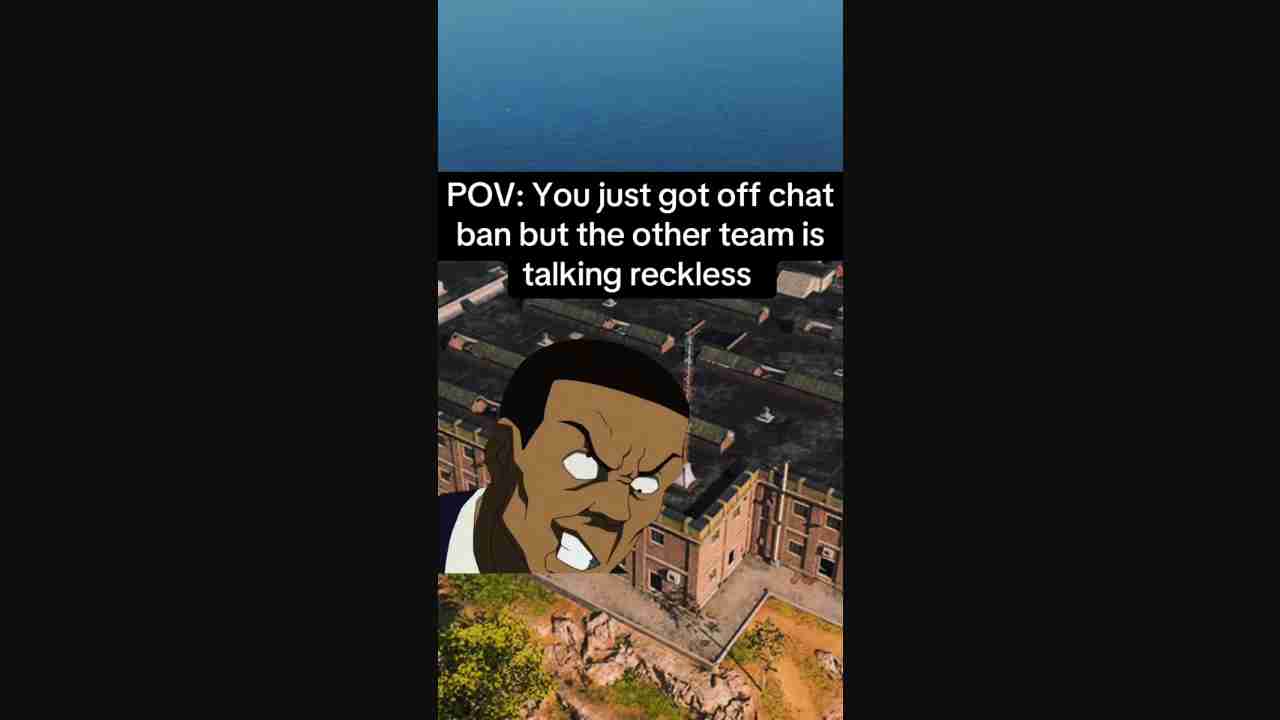 POV: You just got off chat
ban but the other team is
talking reckless